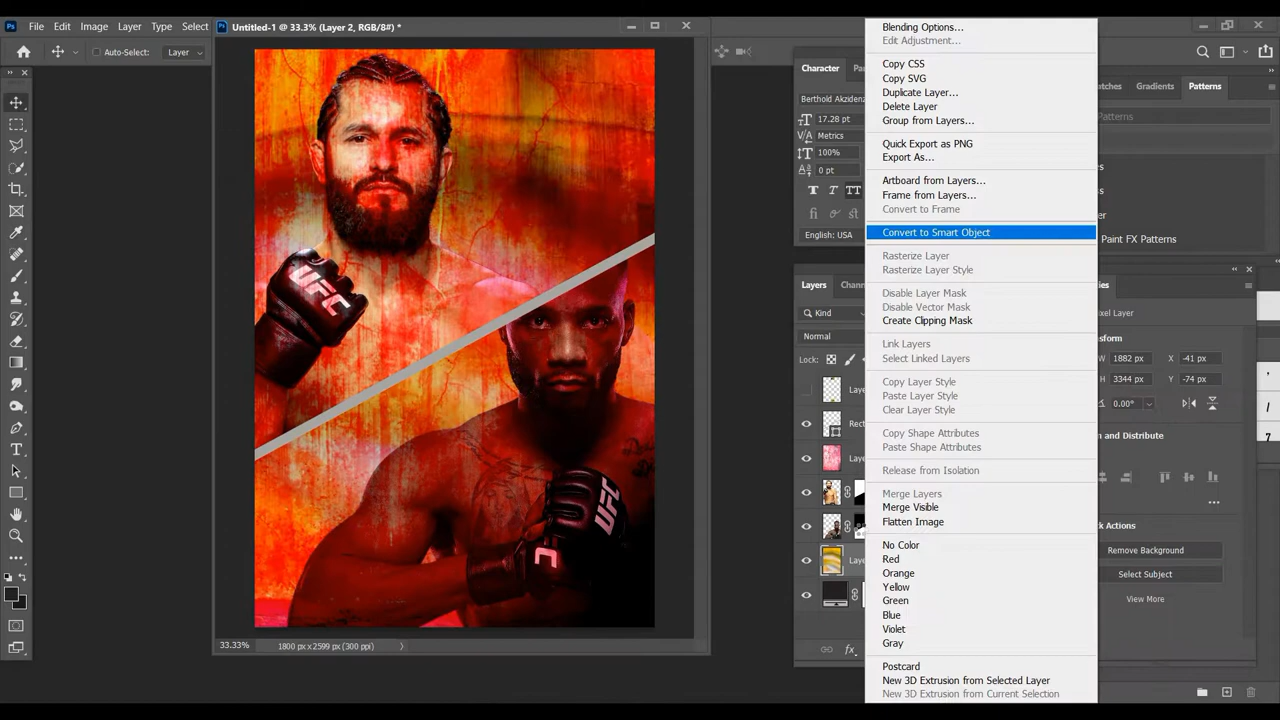 File Edit Image Layer Type Select
Untitled-1 @ 33.3% (Layer 2, RGB/8#) *
Auto-Select: Layer
UFC
UFC
33.33% 1800 px x 2599 px (300 ppi)
Character
Berthold Akzidenz
17.28 pt
Metrics
100%
0 pt
English: USA
Layers
Kind
Normal
Lock:
Blending Options...
Edit Adjustment...
Copy CSS
Copy SVG
Duplicate Layer...
Delete Layer
Group from Layers...
Quick Export as PNG
Export As...
Artboard from Layers...
Frame from Layers...
Convert to Frame
Convert to Smart Object
Rasterize Layer
Rasterize Layer Style
Disable Layer Mask
Disable Vector Mask
Create Clipping Mask
Link Layers
Select Linked Layers
Copy Layer Style
Paste Layer Style
Clear Layer Style
Copy Shape Attributes
Paste Shape Attributes
Release from Isolation
Merge Layers
Merge Visible
Flatten Image
No Color
Red
Orange
Yellow
Green
Blue
Violet
Gray
Postcard
New 3D Extrusion from Selected Layer
New 3D Extrusion from Current Selection
atches Gradients Patterns
Patterns
Paint FX Patterns
W 1882 px X -41 px
H 3344 px Y -74 px
0.00°
Remove Background
Select Subject
View More